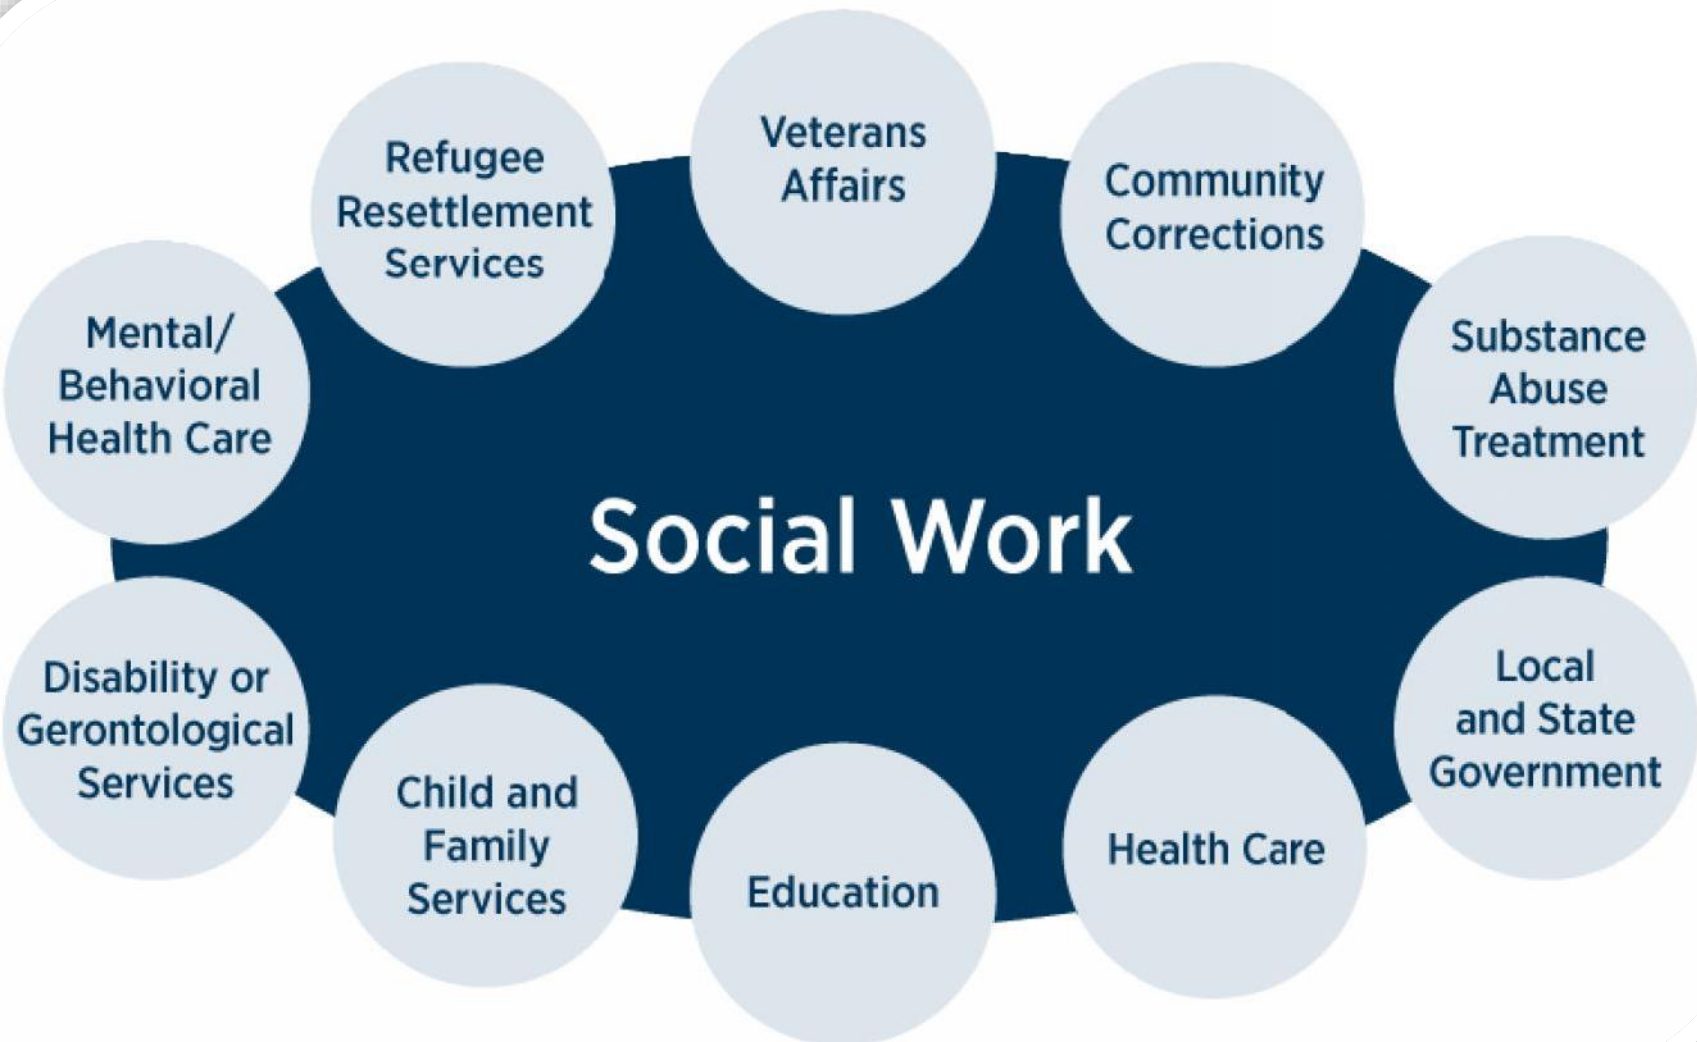 Veterans
Affairs
Refugee
Resettlement
Services
Community
Corrections
Mental/
Behavioral
Health Care
Substance
Abuse
Treatment
Social Work
Disability or
Gerontological
Services
Local
and State
Government
Child and
Family
Services
Education
Health Care